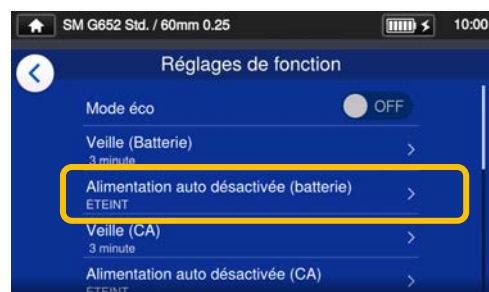 SM G652 Std. / 60mm 0.25
10:00
Réglages de fonction
Mode éco
OFF
Veille (Batterie)
3 minute
Alimentation auto désactivée (batterie)
ETEINT
Veille (CA)
3 minute
Alimentation auto désactivée (CA)
ETEINT